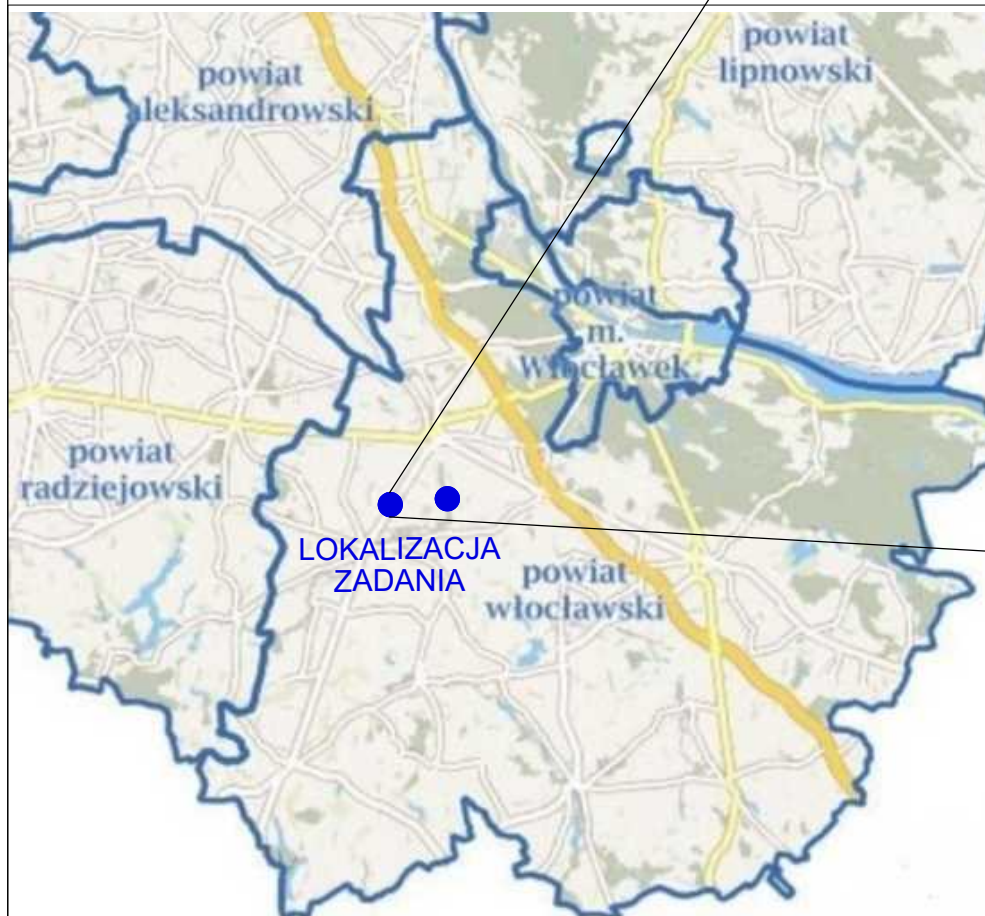 powiat
aleksandrowski
powiat
lipnowski
powiat
m.
Włocławek
powiat
radziejowski
LOKALIZACJA
ZADANIA
powiat
włocławski